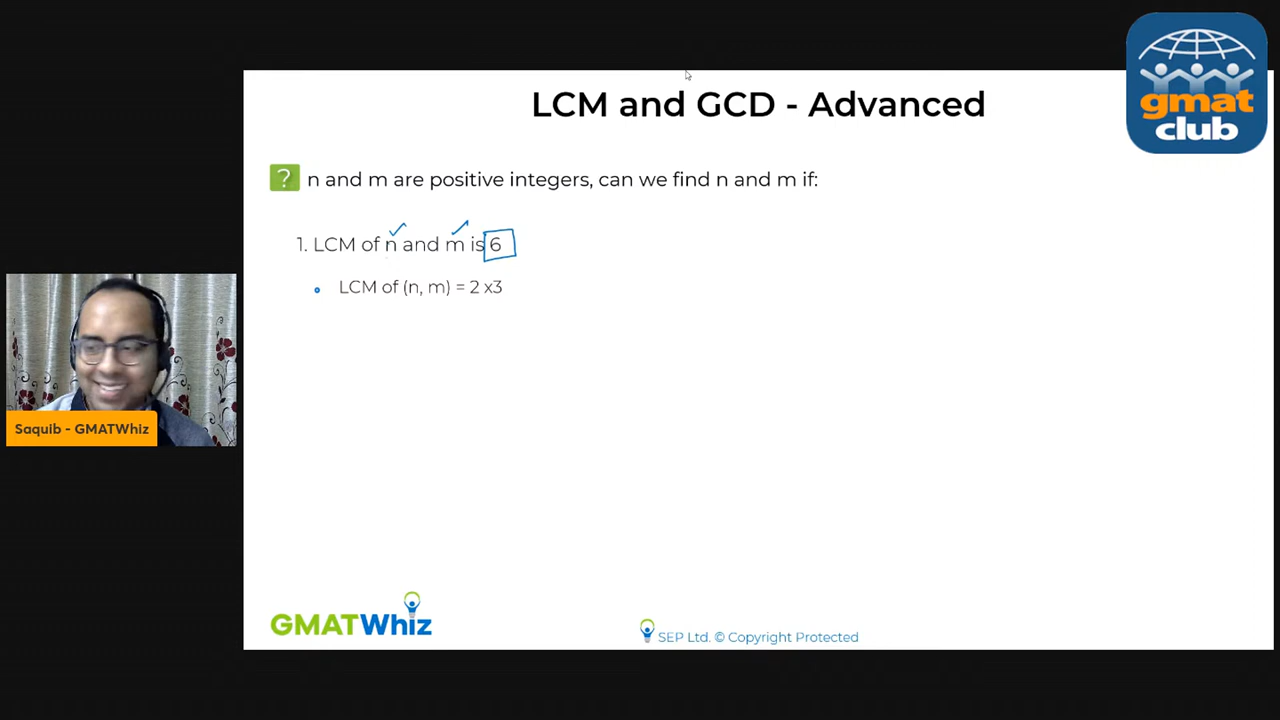 LCM and GCD - Advanced
gmat
club
? n and m are positive integers, can we find n and m if:
1. LCM of n and m is 6
LCM of (n, m) = 2 x3
Saquib - GMATWhiz
GMATWhiz
SEP Ltd. © Copyright Protected